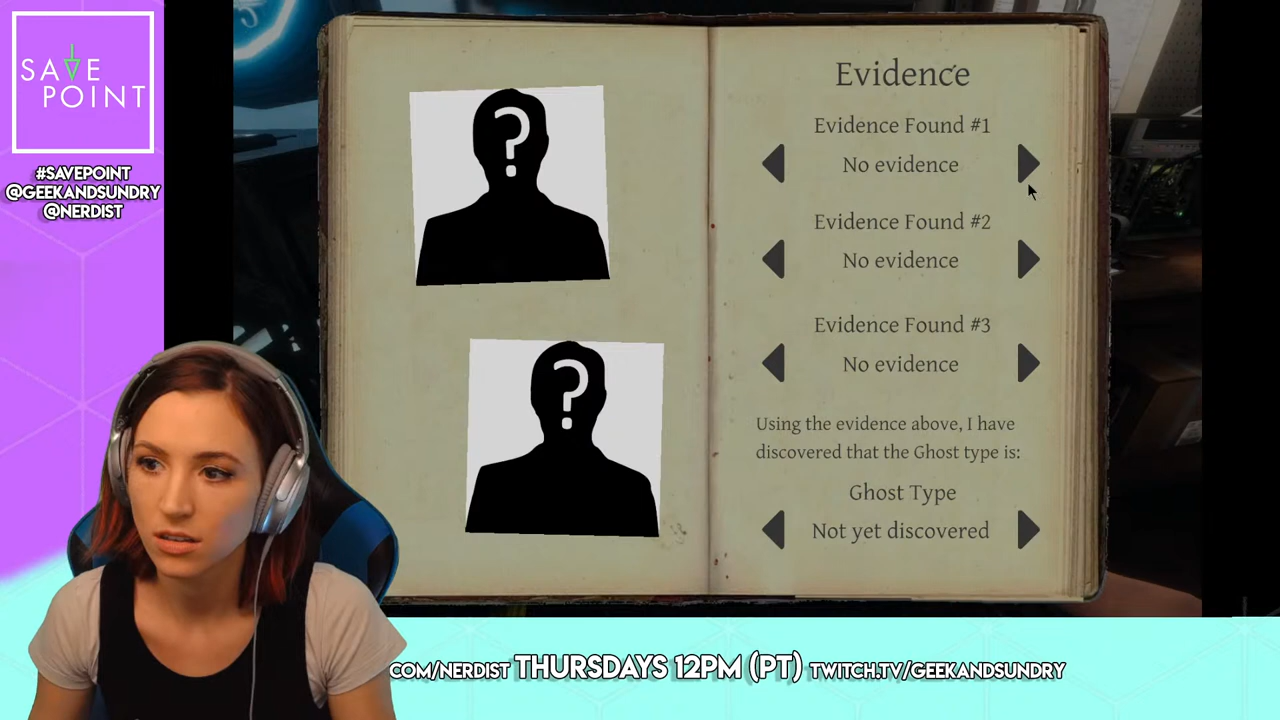 SAVE
POINT
#SAVEPOINT
@GEEKANDSUNDRY
@NERDIST
?
?
Evidence
Evidence Found #1
No evidence
Evidence Found #2
No evidence
Evidence Found #3
No evidence
Using the evidence above, I have
discovered that the Ghost type is:
Ghost Type
Not yet discovered
COM/NERDIST THURSDAYS 12PM (PT) TWITCH.TV/GEEKANDSUNDRY